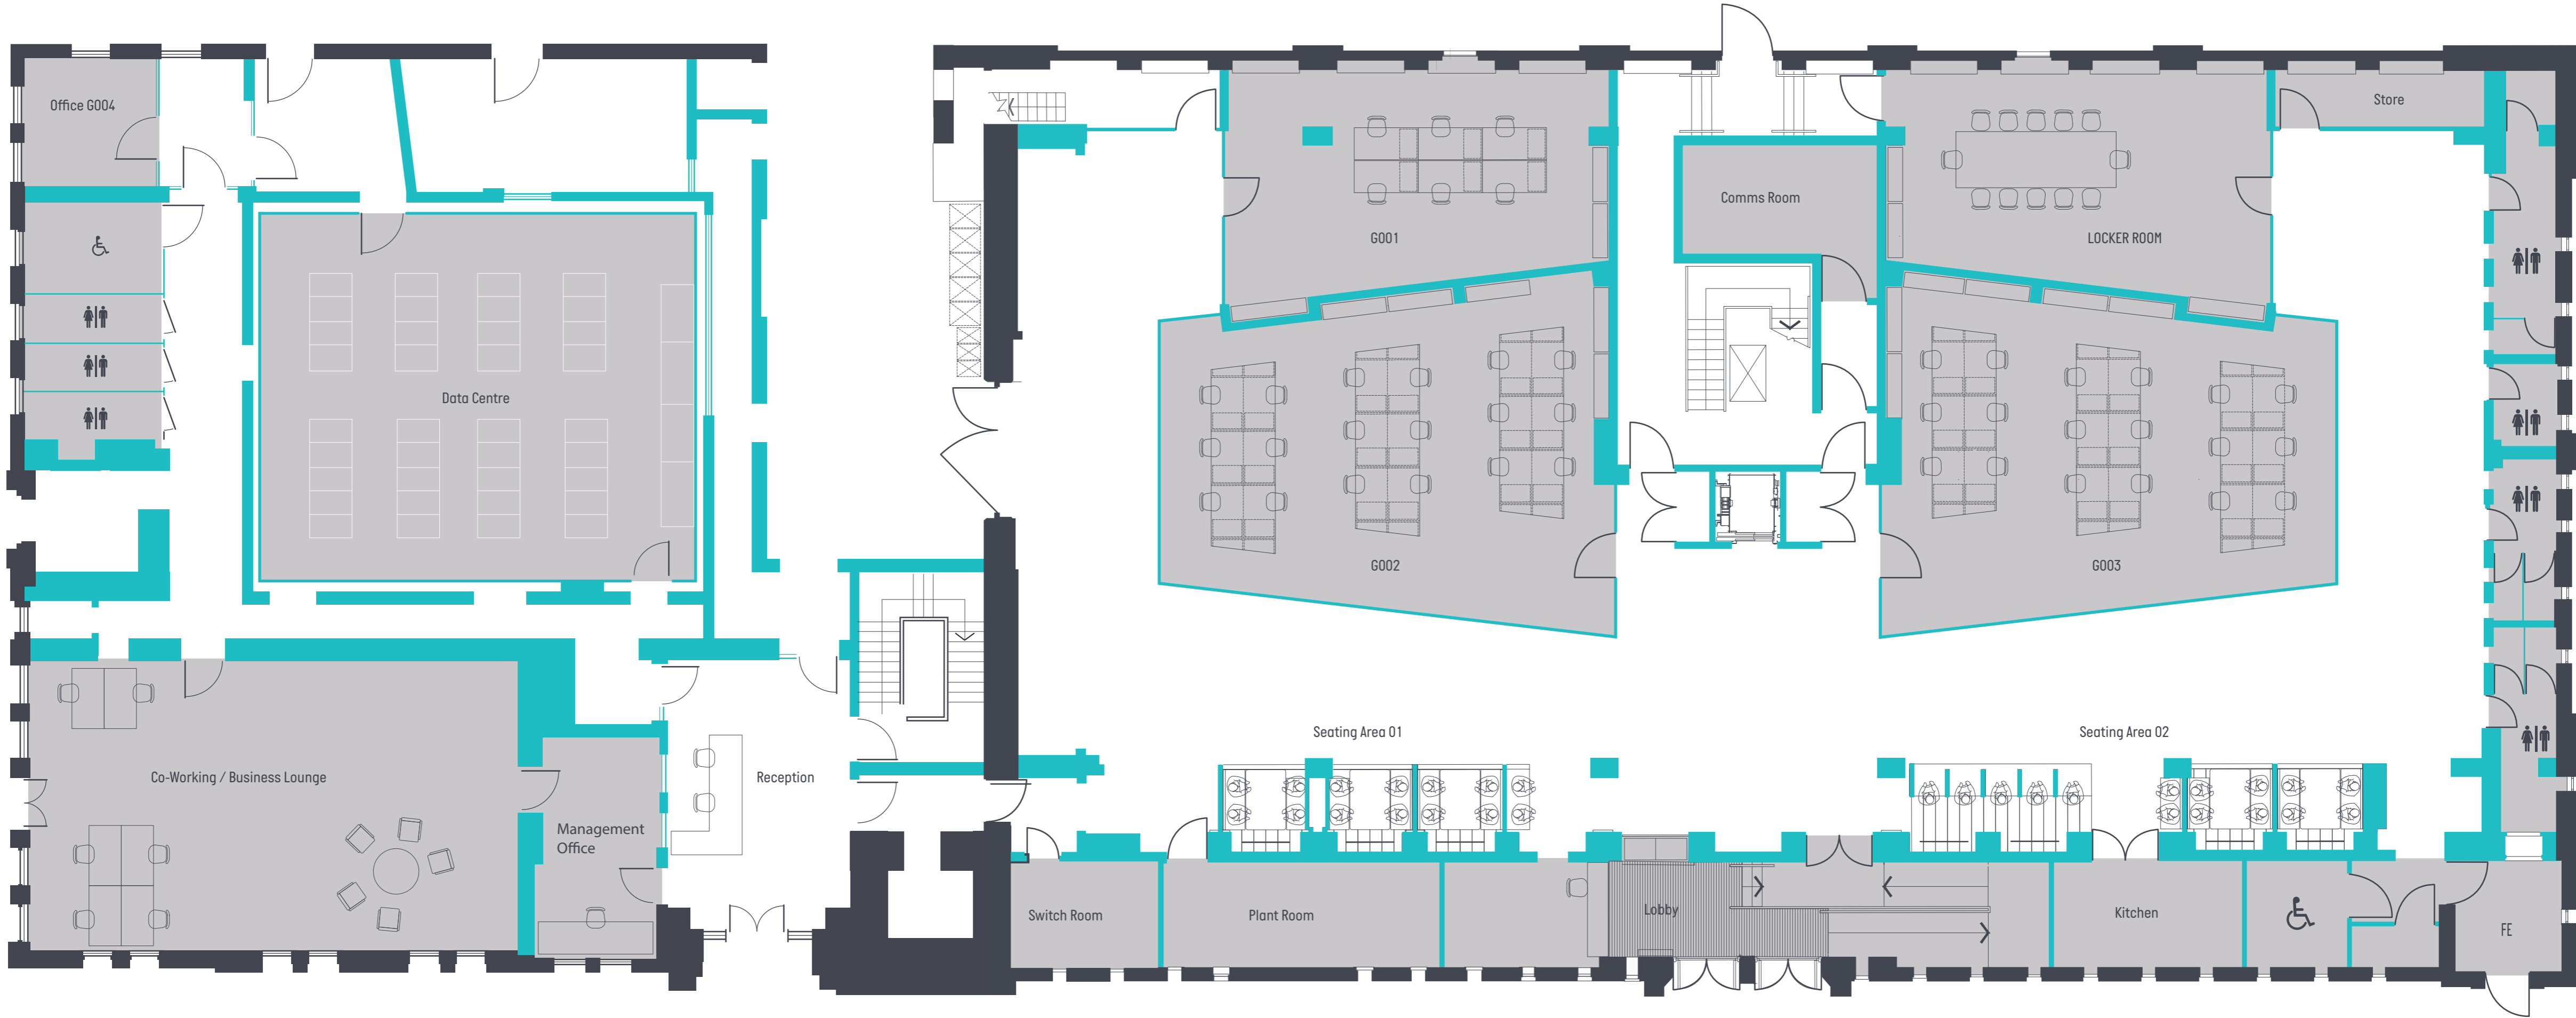 Office G004
Store
Comms Room
G001
LOCKER ROOM
Data Centre
G002
G003
Seating Area 01
Seating Area 02
Co-Working / Business Lounge
Reception
Management
Office
Switch Room
Plant Room
Lobby
Kitchen
FE